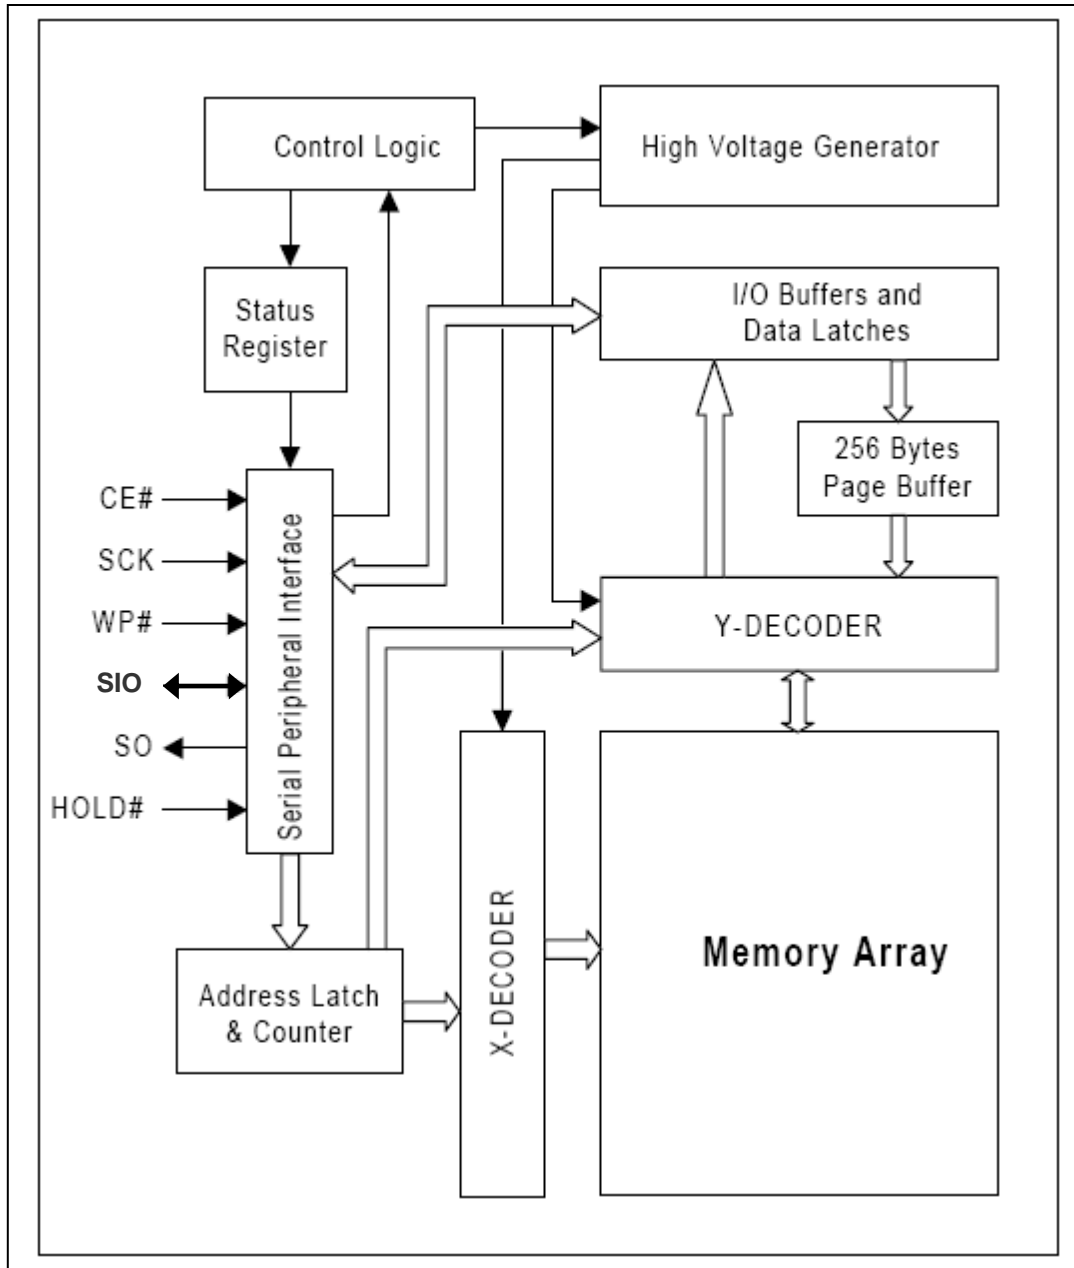 Control Logic
High Voltage Generator
Status
Register
I/O Buffers and
Data Latches
256 Bytes
Page Buffer
CE#
SCK
WP#
SIO
SO
HOLD#
Serial Peripheral Interface
Y-DECODER
X-DECODER
Memory Array
Address Latch
& Counter